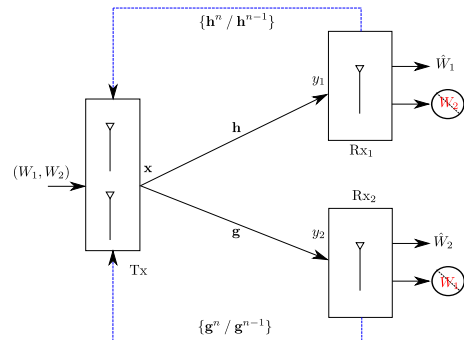 {h^n / h^{n-1}}
y_1
Ŵ_1
W_2
h
Rx_1
x
(W_1, W_2)
Rx_2
g
y_2
Ŵ_2
W_1
Tx
{g^n / g^{n-1}}